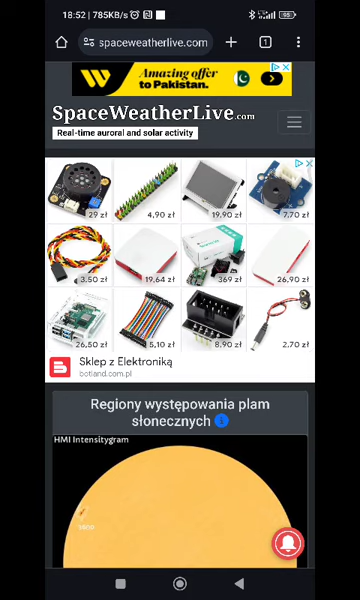 18:52 | 785KB/s
95
spaceweatherlive.com
1
Amazing offer
to Pakistan.
SpaceWeatherLive.com
Real-time auroral and solar activity
29 zł
4,90 zł
19,90 zł
7,70 zł
3,50 zł
19,64 zł
369 zł
26,90 zł
26,50 zł
5,10 zł
8,90 zł
2,70 zł
Sklep z Elektroniką
botland.com.pl
Regiony występowania plam
słonecznych
HMI Intensitygram